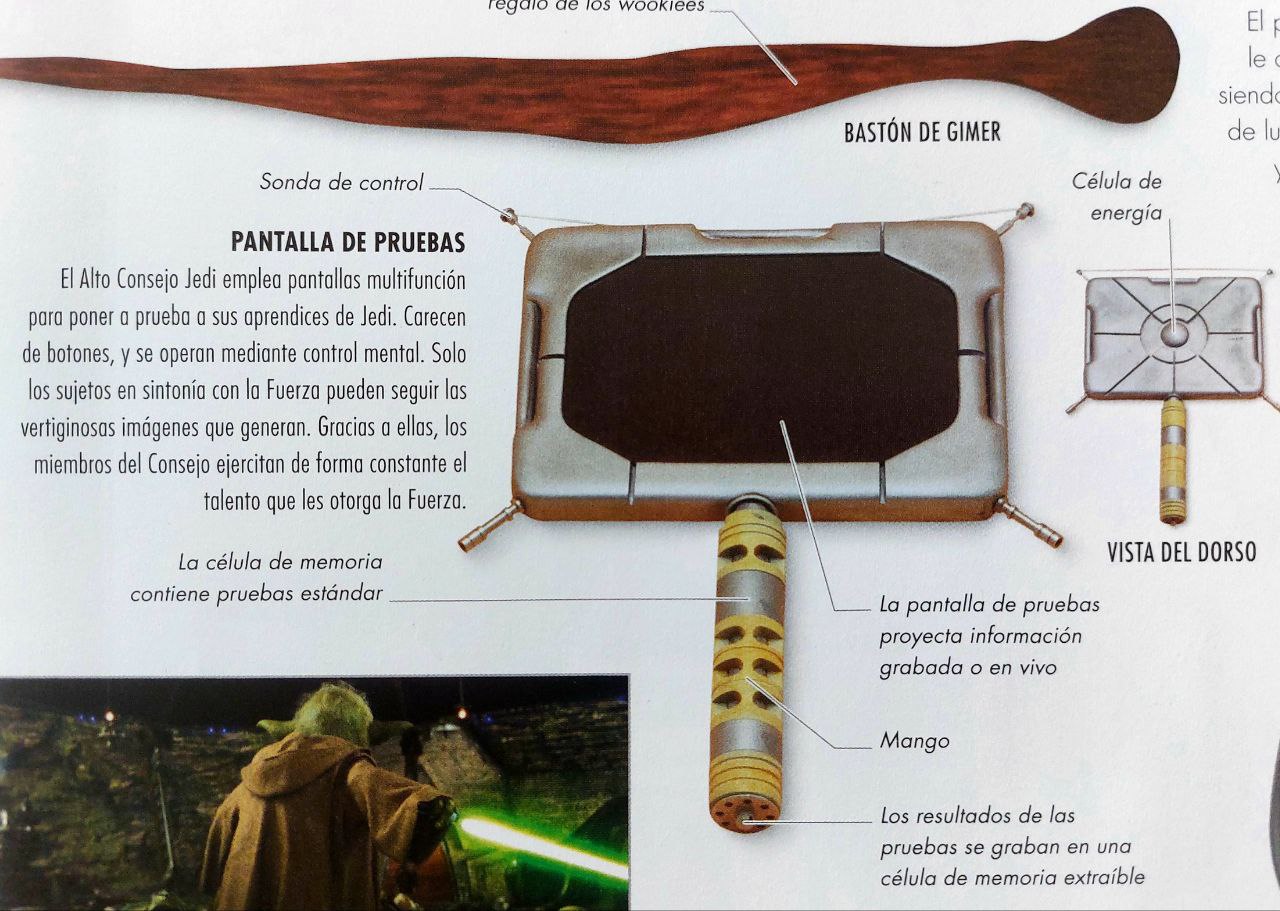 regalo de los wookiees
El
le
BASTÓN DE GIMER
de
Sonda de control
Célula de
energía
PANTALLA DE PRUEBAS
El Alto Consejo Jedi emplea pantallas multifunción
para poner a prueba a sus aprendices de Jedi. Carecen
de botones, y se operan mediante control mental. Solo
los sujetos en sintonía con la Fuerza pueden seguir las
vertiginosas imágenes que generan. Gracias a ellas, los
miembros del Consejo ejercitan de forma constante el
talento que les otorga la Fuerza.
VISTA DEL DORSO
La célula de memoria
contiene pruebas estándar
La pantalla de pruebas
proyecta información
grabada o en vivo
Mango
Los resultados de las
pruebas se graban en una
célula de memoria extraíble